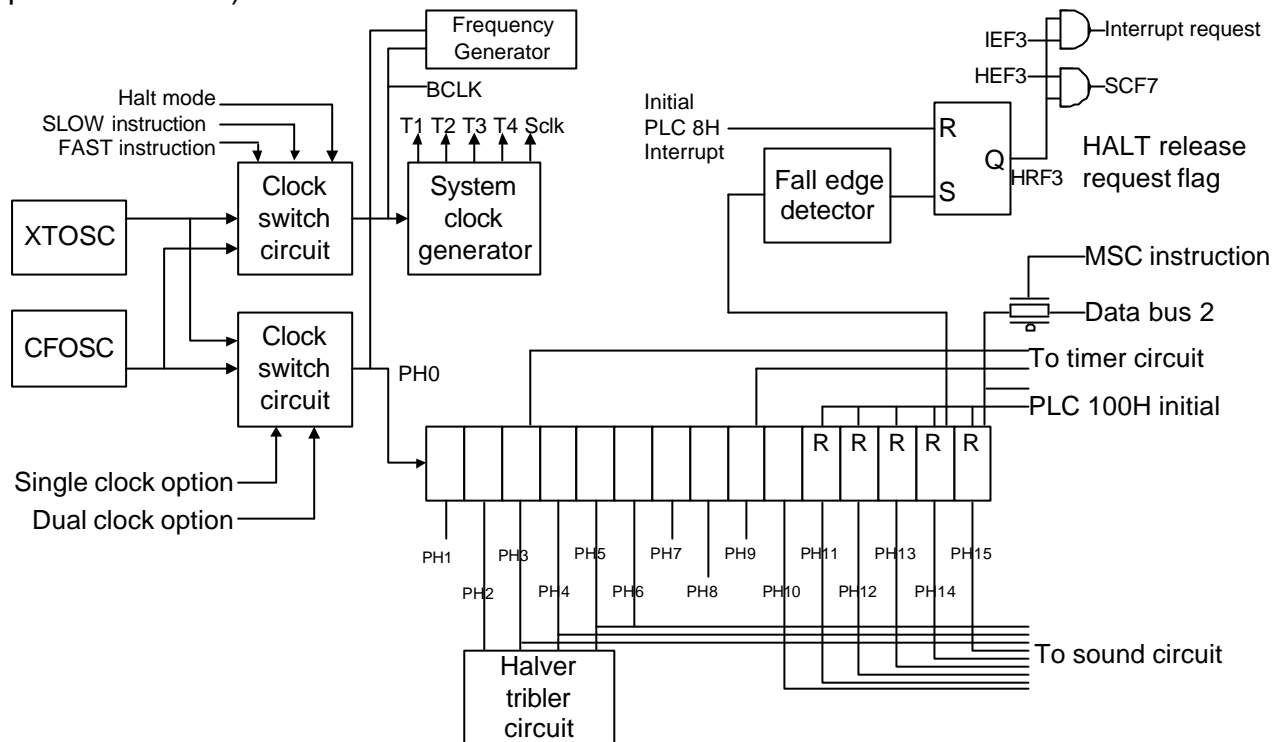 Frequency
Generator
BCLK
Halt mode
SLOW instruction
FAST instruction
T1 T2 T3 T4 Sclk
XTOSC
CFOSC
Clock
switch
circuit
System
clock
generator
Clock
switch
circuit
PH0
Single clock option
Dual clock option
Initial
PLC 8H
Interrupt
Fall edge
detector
R
S
Q
HRF3
IEF3
HEF3
Interrupt request
SCF7
HALT release
request flag
MSC instruction
Data bus 2
To timer circuit
PLC 100H initial
R R R R R
PH1
PH2
PH3
PH4
PH5
PH6
PH7
PH8
PH9
PH10
PH11
PH12
PH13
PH14
PH15
Halver
tribler
circuit
To sound circuit